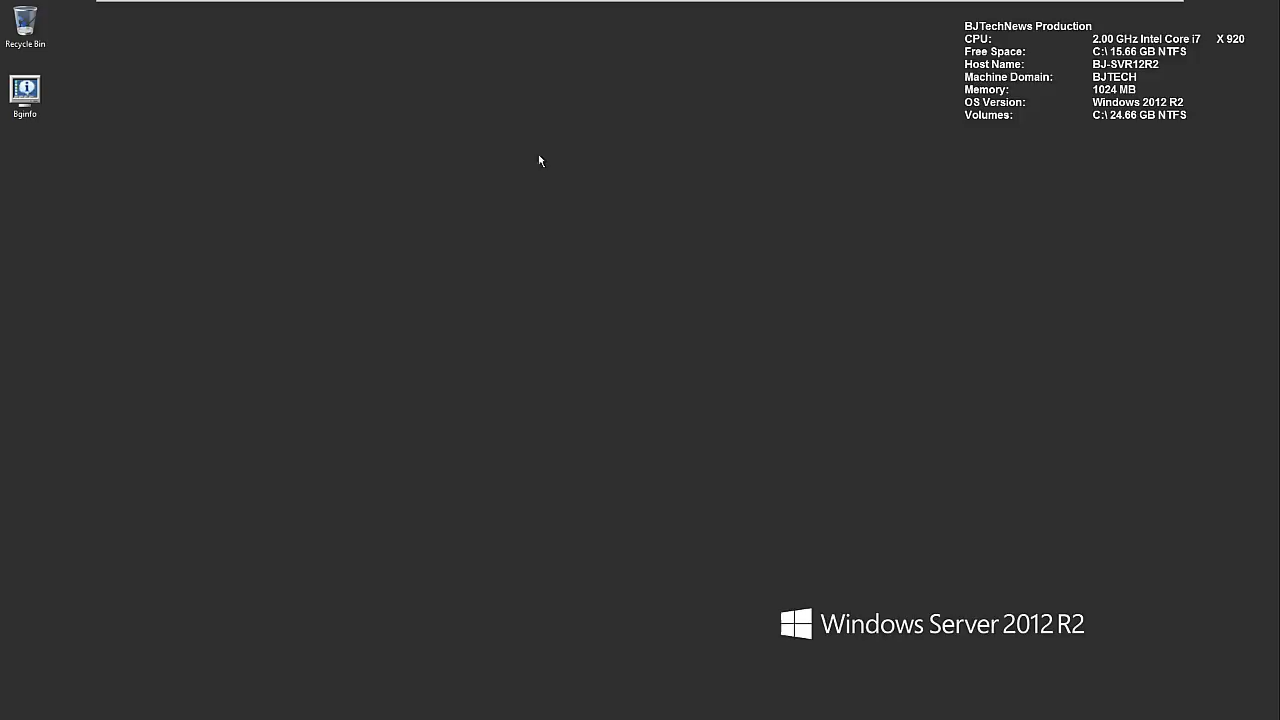 Recycle Bin
Bginfo
BJTechNews Production
CPU: 2.00 GHz Intel Core i7 X 920
Free Space: C:\ 15.66 GB NTFS
Host Name: BJ-SVR12R2
Machine Domain: BJTECH
Memory: 1024 MB
OS Version: Windows 2012 R2
Volumes: C:\ 24.66 GB NTFS
Windows Server 2012 R2